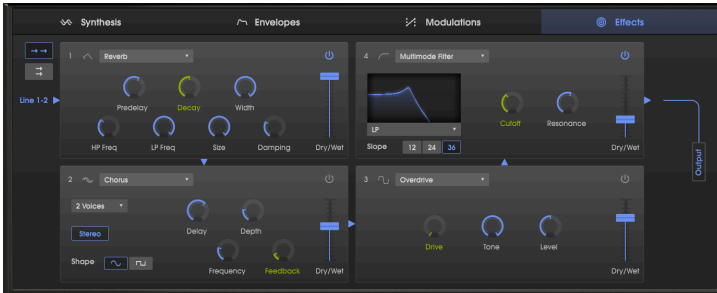 Synthesis
Envelopes
Modulations
Effects
Line 1-2
1 Reverb
Predelay Decay Width
HP Freq LP Freq Size Damping Dry/Wet
4 Multimode Filter
LP
Slope 12 24 36
Cutoff Resonance
Dry/Wet
2 Chorus
2 Voices
Stereo
Shape
Delay Depth
Frequency Feedback Dry/Wet
3 Overdrive
Drive Tone Level
Dry/Wet
Output